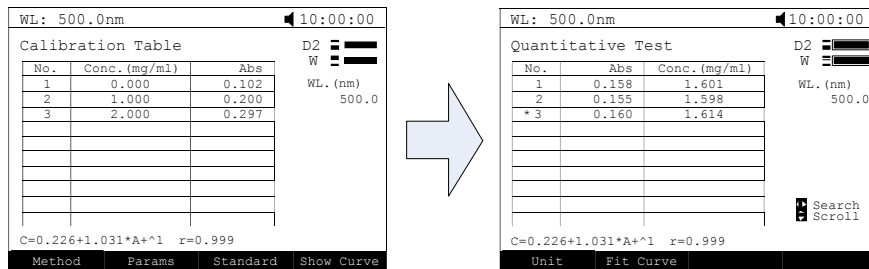 WL: 500.0nm 10:00:00
Calibration Table
D2
W
No. Conc.(mg/ml) Abs
1 0.000 0.102
2 1.000 0.200
3 2.000 0.297
WL.(nm)
500.0
C=0.226+1.031*A+^1 r=0.999
Method Params Standard Show Curve
WL: 500.0nm 10:00:00
Quantitative Test
D2
W
No. Abs Conc.(mg/ml)
1 0.158 1.601
2 0.155 1.598
*3 0.160 1.614
WL.(nm)
500.0
Search
Scroll
C=0.226+1.031*A+^1 r=0.999
Unit Fit Curve